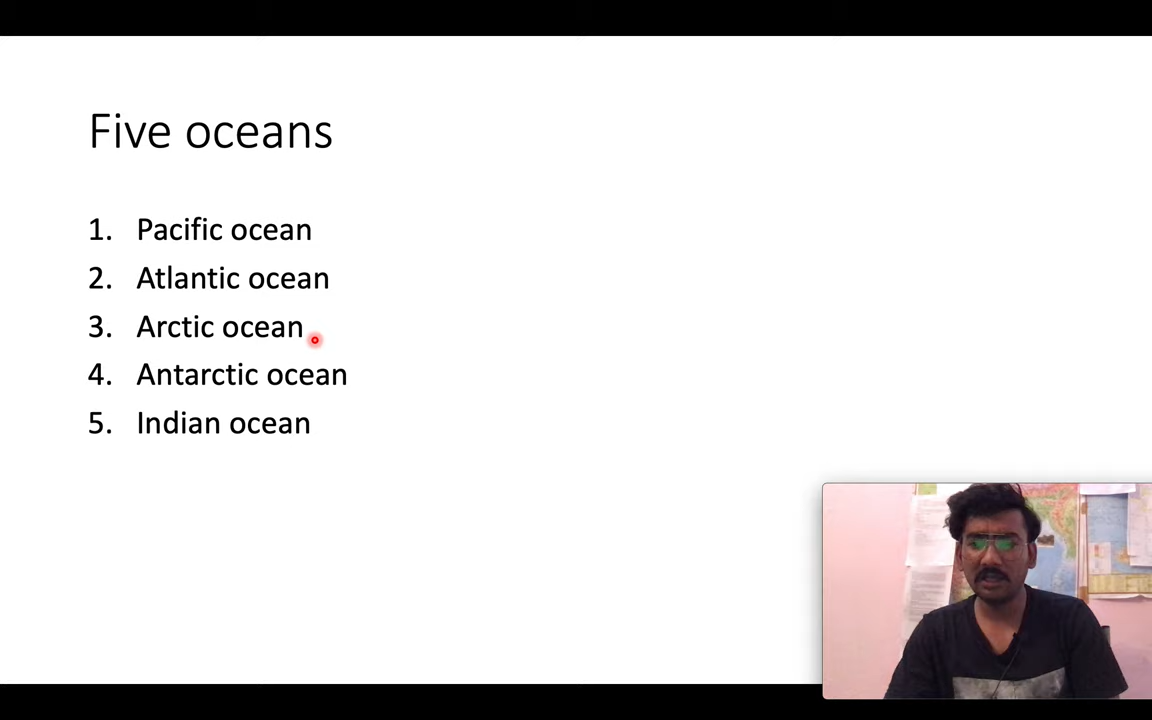 Five oceans
1. Pacific ocean
2. Atlantic ocean
3. Arctic ocean
4. Antarctic ocean
5. Indian ocean